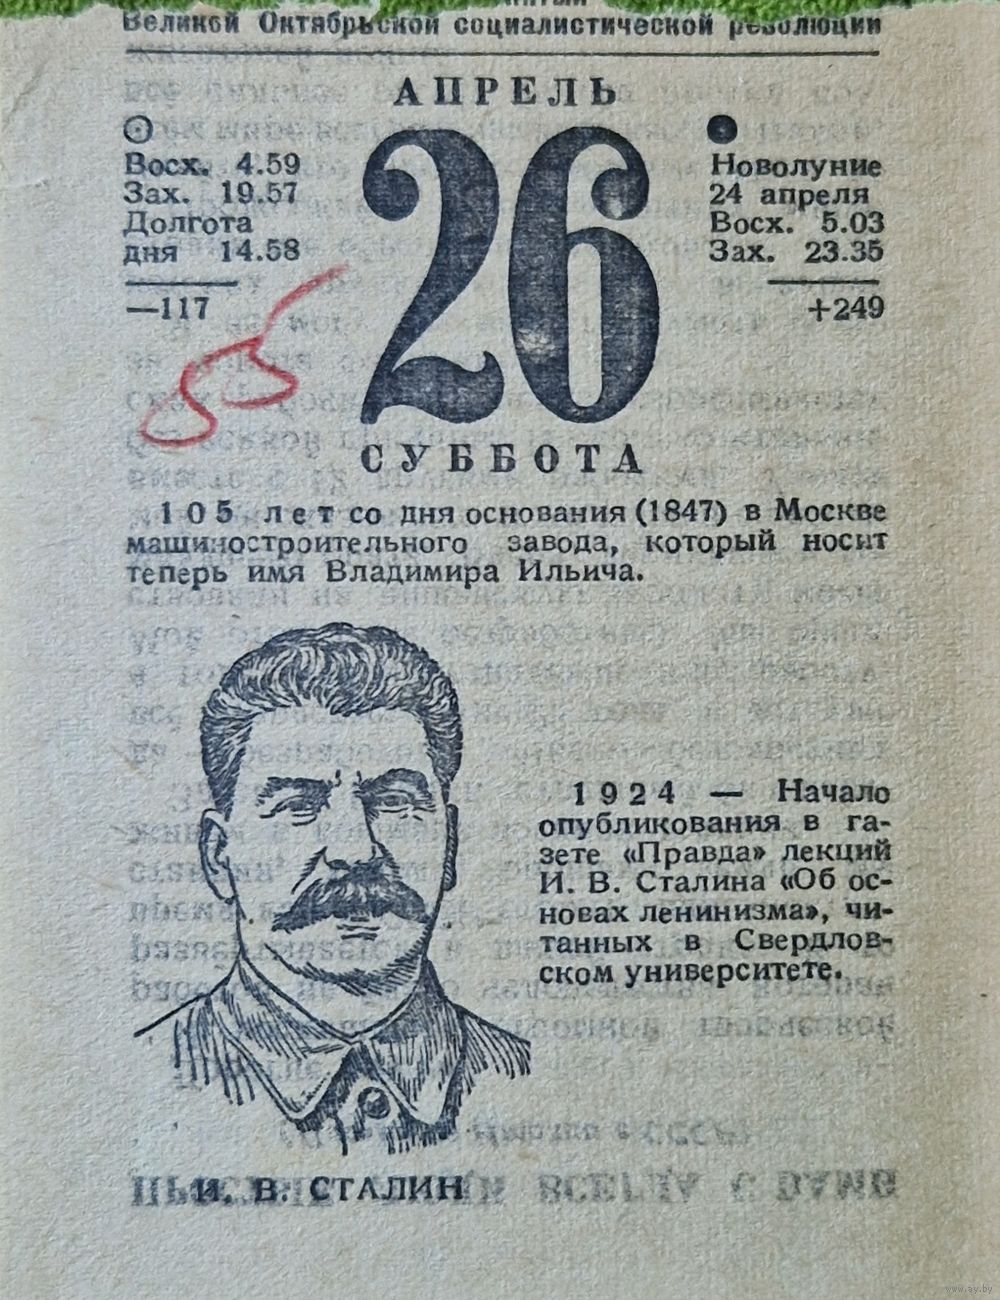 Великой Октябрьской социалистической революции
АПРЕЛЬ
26
Восх. 4.59
Зах. 19.57
Долгота
дня 14.58
—117
Новолуние
24 апреля
Восх. 5.03
Зах. 23.35
+249
СУББОТА
105 лет со дня основания (1847) в Москве
машиностроительного завода, который носит
теперь имя Владимира Ильича.
1924 — Начало
опубликования в га-
зете «Правда» лекций
И. В. Сталина «Об ос-
новах ленинизма», чи-
танных в Свердлов-
ском университете.
И. В. СТАЛИН
www.ay.by